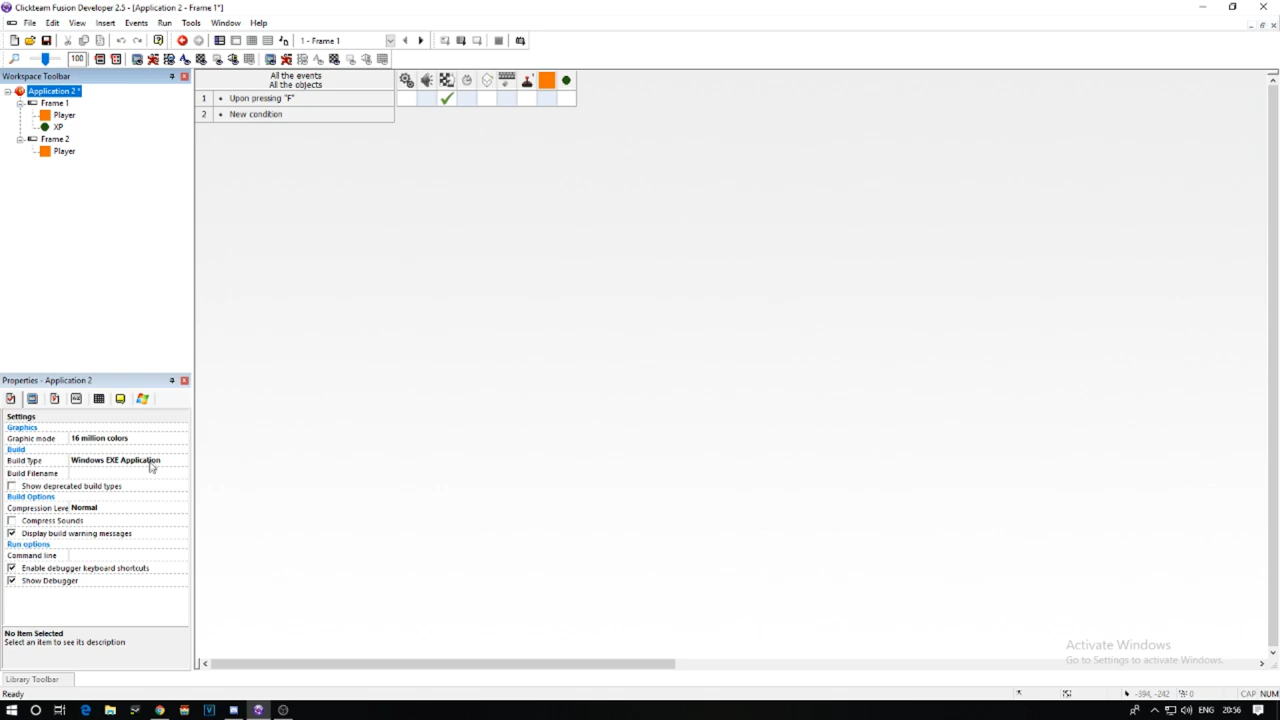 Clickteam Fusion Developer 2.5 - [Application 2 - Frame 1*]
File Edit View Insert Events Run Tools Window Help
1 - Frame 1
100
Workspace Toolbar
Application 2 *
Frame 1
Player
XP
Frame 2
Player
All the events
All the objects
1 Upon pressing "F"
2 New condition
Properties - Application 2
Settings
Graphics
Graphic mode 16 million colors
Build
Build Type Windows EXE Application
Build Filename
Show deprecated build types
Build Options
Compression Leve Normal
Compress Sounds
Display build warning messages
Run options
Command line
Enable debugger keyboard shortcuts
Show Debugger
No Item Selected
Select an item to see its description
Activate Windows
Go to Settings to activate Windows.
Library Toolbar
Ready
-394, -242
0
CAP NUM
ENG 20:56